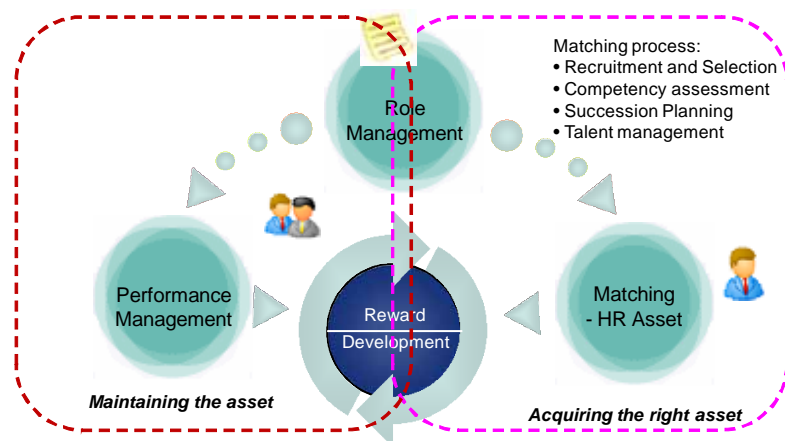 Matching process:
• Recruitment and Selection
• Competency assessment
• Succession Planning
• Talent management
Role
Management
Performance
Management
Reward
Development
Matching
- HR Asset
Maintaining the asset
Acquiring the right asset